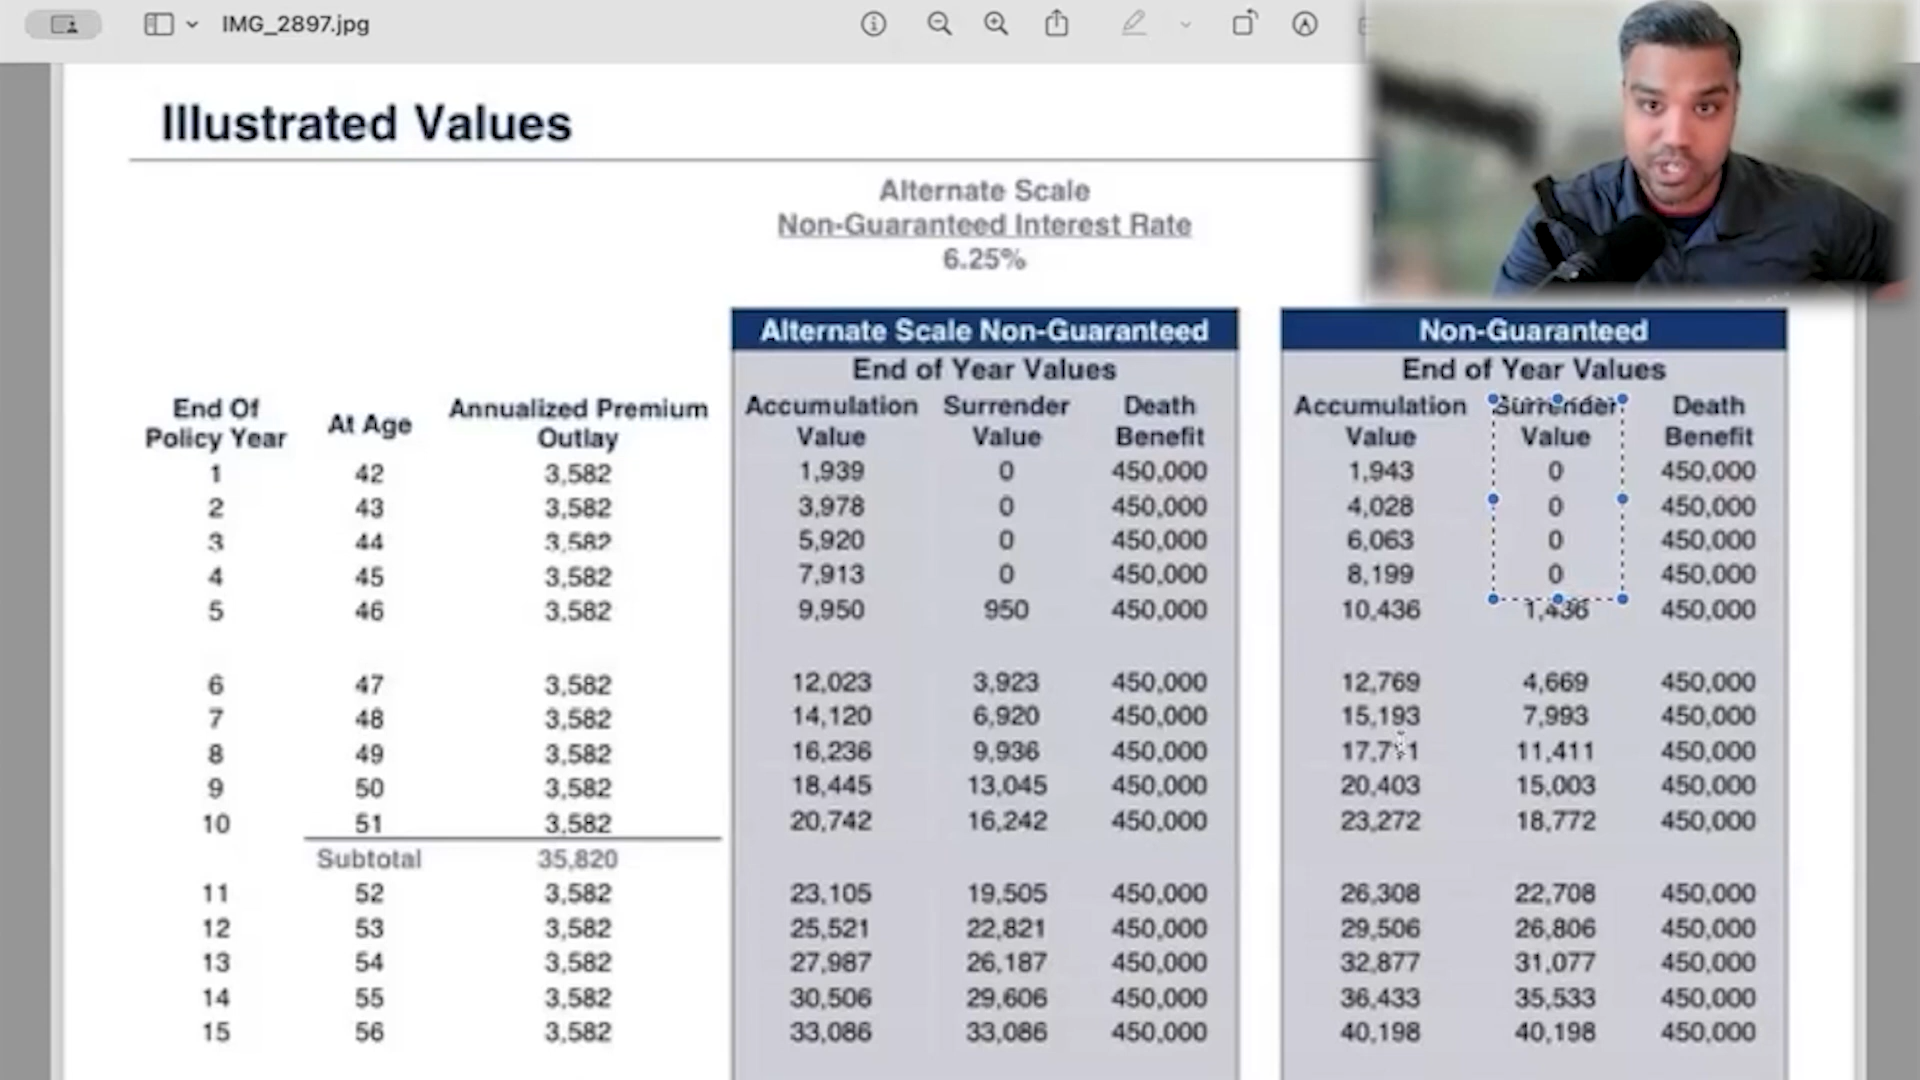 IMG_2897.jpg
Illustrated Values
Alternate Scale
Non-Guaranteed Interest Rate
6.25%
Alternate Scale Non-Guaranteed Non-Guaranteed
End of Year Values End of Year Values
End Of Policy Year At Age Annualized Premium Outlay Accumulation Value Surrender Value Death Benefit Accumulation Value Surrender Value Death Benefit
1 42 3,582 1,939 0 450,000 1,943 0 450,000
2 43 3,582 3,978 0 450,000 4,028 0 450,000
3 44 3,582 5,920 0 450,000 6,063 0 450,000
4 45 3,582 7,913 0 450,000 8,199 0 450,000
5 46 3,582 9,950 950 450,000 10,436 1,436 450,000
6 47 3,582 12,023 3,923 450,000 12,769 4,669 450,000
7 48 3,582 14,120 6,920 450,000 15,193 7,993 450,000
8 49 3,582 16,236 9,936 450,000 11,411 450,000
9 50 3,582 18,445 13,045 450,000 20,403 15,003 450,000
10 51 3,582 20,742 16,242 450,000 23,272 18,772 450,000
Subtotal 35,820
11 52 3,582 23,105 19,505 450,000 26,308 22,708 450,000
12 53 3,582 25,521 22,821 450,000 29,506 26,806 450,000
13 54 3,582 27,987 26,187 450,000 32,877 31,077 450,000
14 55 3,582 30,506 29,606 450,000 36,433 35,533 450,000
15 56 3,582 33,086 33,086 450,000 40,198 40,198 450,000